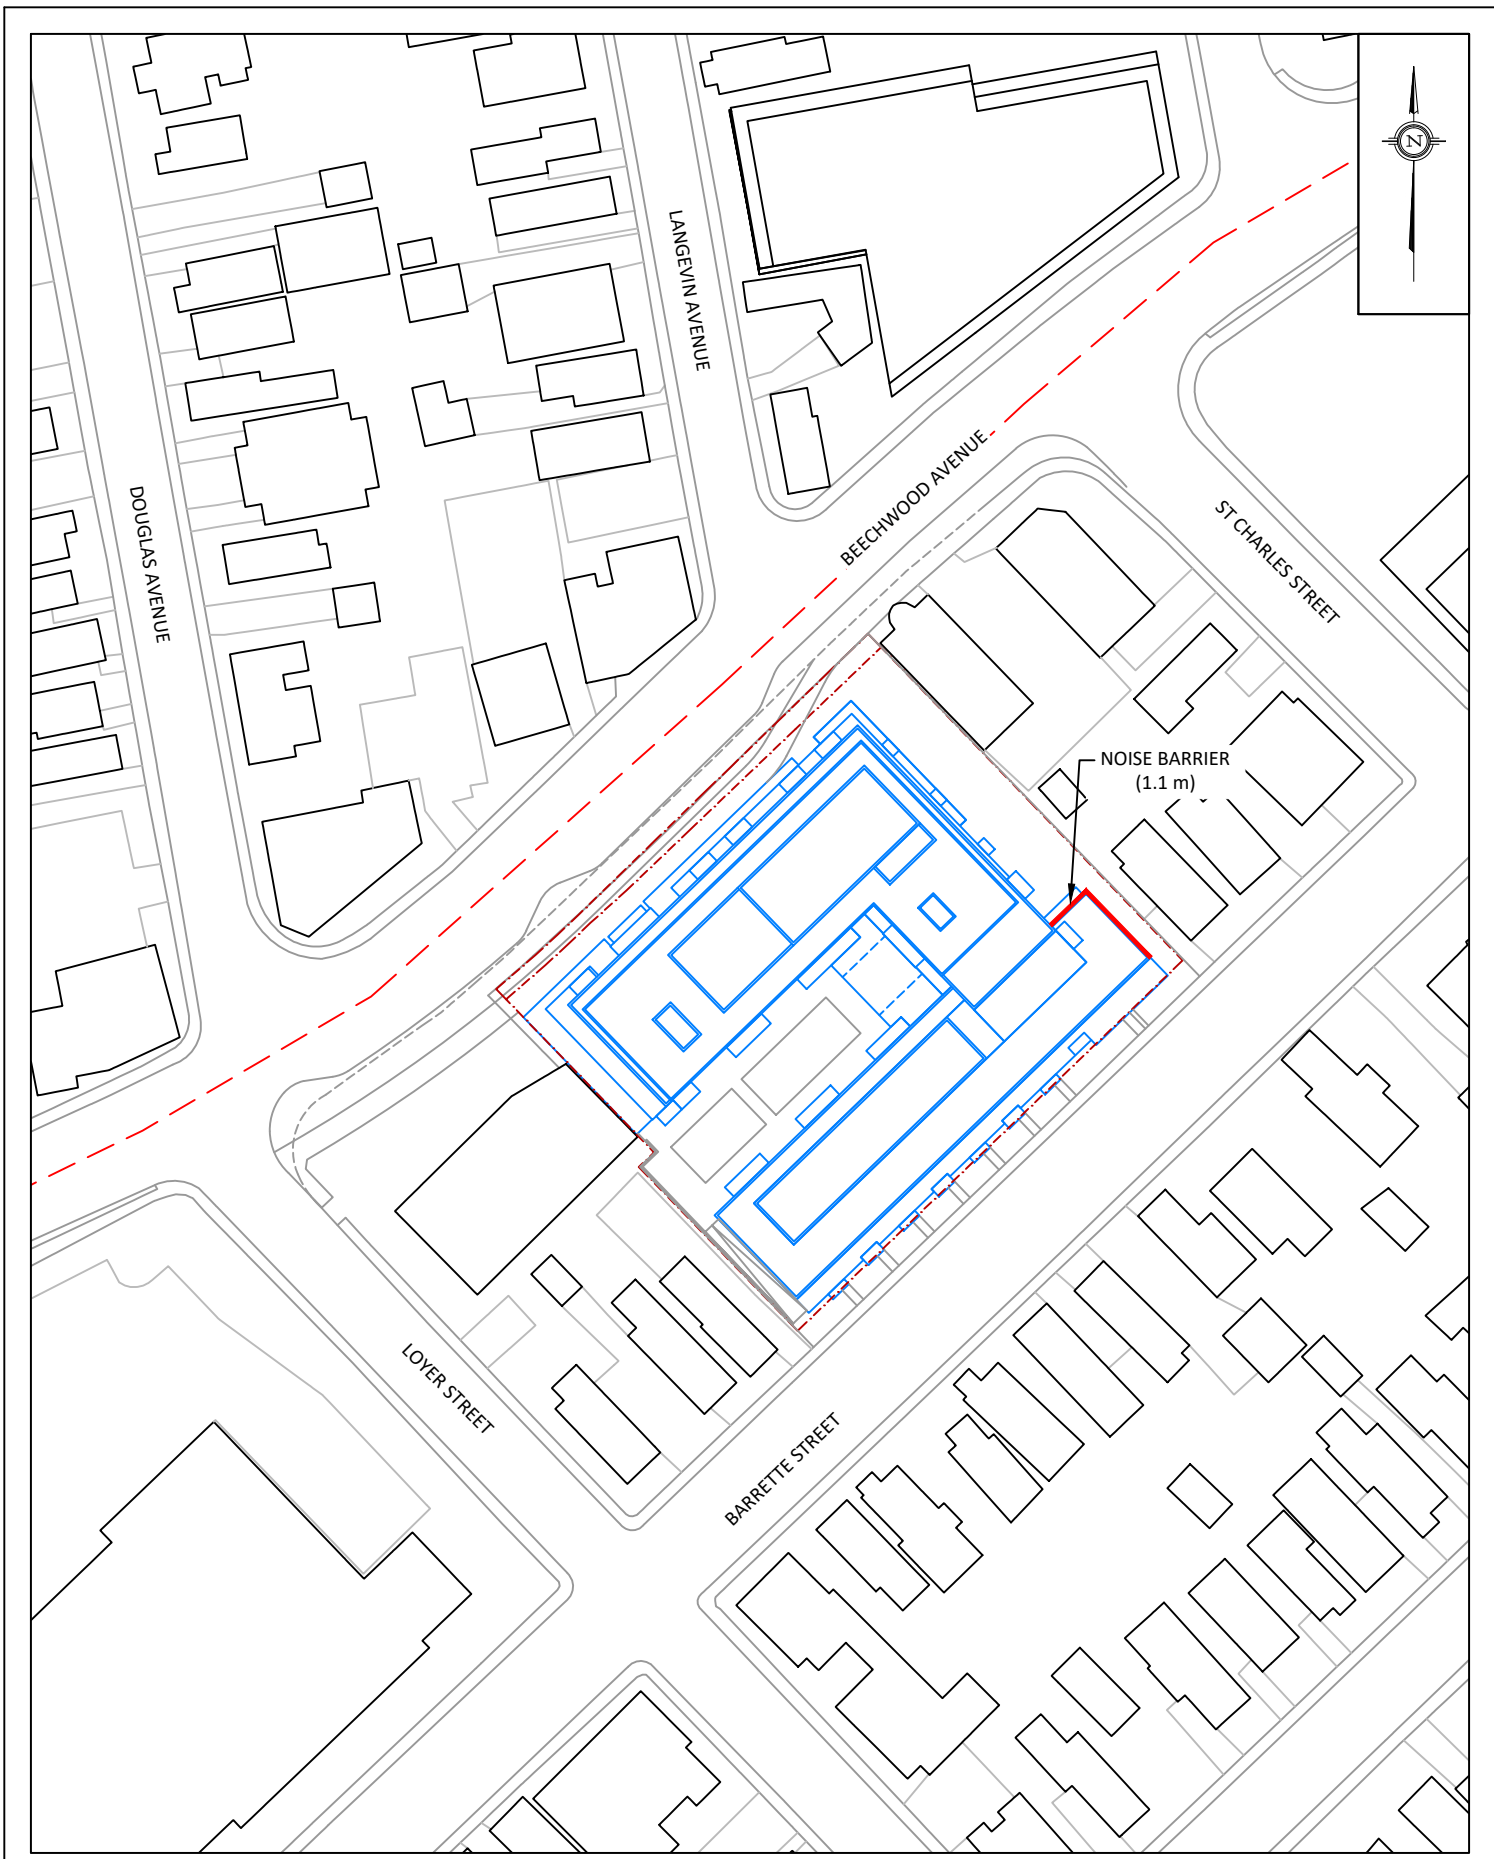 N
LANGEVIN AVENUE
BEECHWOOD AVENUE
DOUGLAS AVENUE
ST CHARLES STREET
NOISE BARRIER
(1.1 m)
LOYER STREET
BARRETTE STREET